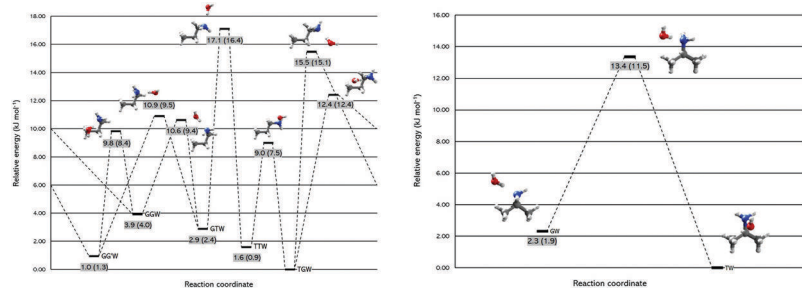 18.00
16.00
14.00
12.00
10.00
8.00
6.00
4.00
2.00
0.00
Relative energy (kJ mol⁻¹)
17.1 (16.4)
15.5 (15.1)
12.4 (12.4)
10.9 (9.5)
10.6 (9.4)
9.8 (8.4)
9.0 (7.5)
GGW
3.9 (4.0)
GTW
2.9 (2.4)
TTW
1.6 (0.9)
GG'W
1.0 (1.3)
TGW
Reaction coordinate
16.00
14.00
12.00
10.00
8.00
6.00
4.00
2.00
0.00
Relative energy (kJ mol⁻¹)
13.4 (11.5)
GW
2.3 (1.9)
TW
Reaction coordinate